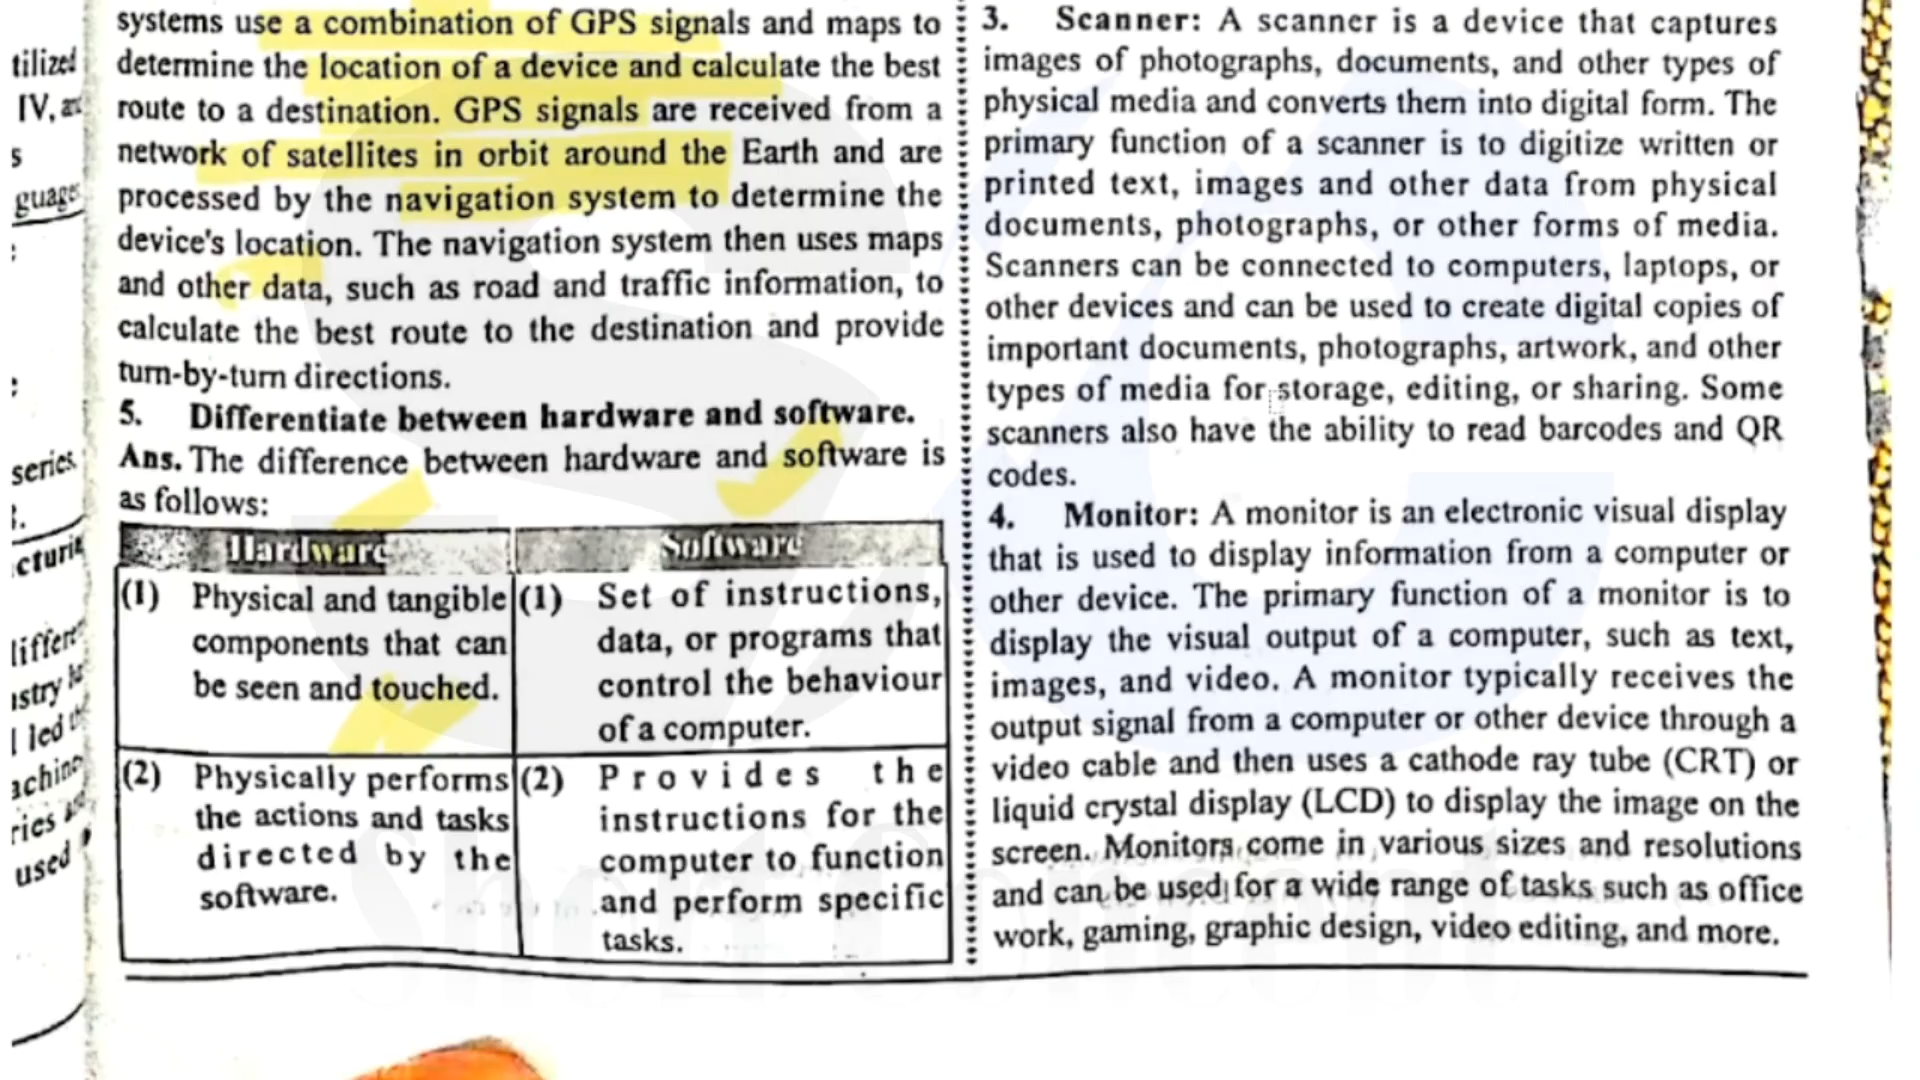 tilized
IV, and
s
guages
series.
lifferent
led
used
systems use a combination of GPS signals and maps to
determine the location of a device and calculate the best
route to a destination. GPS signals are received from a
network of satellites in orbit around the Earth and are
processed by the navigation system to determine the
device's location. The navigation system then uses maps
and other data, such as road and traffic information, to
calculate the best route to the destination and provide
turn-by-turn directions.
5. Differentiate between hardware and software.
Ans. The difference between hardware and software is
as follows:
Hardware
Software
(1) Physical and tangible
components that can
be seen and touched.
(1) Set of instructions,
data, or programs that
control the behaviour
of a computer.
(2) Physically performs
the actions and tasks
directed by the
software.
(2) Provides the
instructions for the
computer to function
and perform specific
tasks.
3. Scanner: A scanner is a device that captures
images of photographs, documents, and other types of
physical media and converts them into digital form. The
primary function of a scanner is to digitize written or
printed text, images and other data from physical
documents, photographs, or other forms of media.
Scanners can be connected to computers, laptops, or
other devices and can be used to create digital copies of
important documents, photographs, artwork, and other
types of media for storage, editing, or sharing. Some
scanners also have the ability to read barcodes and QR
codes.
4. Monitor: A monitor is an electronic visual display
that is used to display information from a computer or
other device. The primary function of a monitor is to
display the visual output of a computer, such as text,
images, and video. A monitor typically receives the
output signal from a computer or other device through a
video cable and then uses a cathode ray tube (CRT) or
liquid crystal display (LCD) to display the image on the
screen. Monitors come in various sizes and resolutions
and can be used for a wide range of tasks such as office
work, gaming, graphic design, video editing, and more.